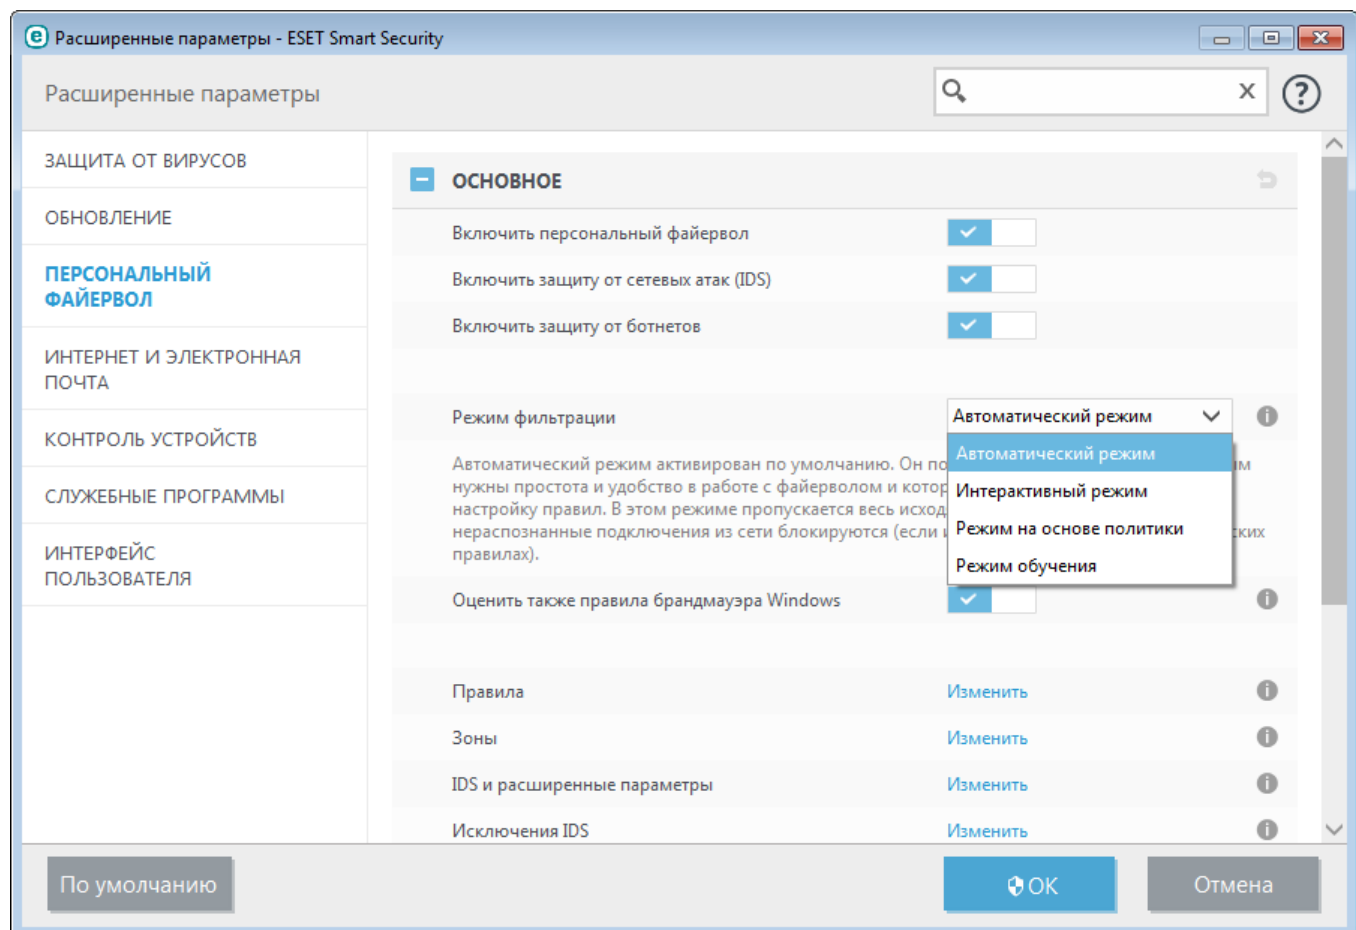 Расширенные параметры - ESET Smart Security
Расширенные параметры
ЗАЩИТА ОТ ВИРУСОВ
ОБНОВЛЕНИЕ
ПЕРСОНАЛЬНЫЙ
ФАЙЕРВОЛ
ИНТЕРНЕТ И ЭЛЕКТРОННАЯ
ПОЧТА
КОНТРОЛЬ УСТРОЙСТВ
СЛУЖЕБНЫЕ ПРОГРАММЫ
ИНТЕРФЕЙС
ПОЛЬЗОВАТЕЛЯ
ОСНОВНОЕ
Включить персональный файервол
Включить защиту от сетевых атак (IDS)
Включить защиту от ботнетов
Режим фильтрации
Автоматический режим
Автоматический режим
Интерактивный режим
Режим на основе политики
Режим обучения
Автоматический режим активирован по умолчанию. Он
нужны простота и удобство в работе с файерволом и
настройку правил. В этом режиме пропускается весь
нераспознанные подключения из сети блокируются (если
правилах).
Оценить также правила брандмауэра Windows
Правила Изменить
Зоны Изменить
IDS и расширенные параметры Изменить
Исключения IDS Изменить
По умолчанию
ОК
Отмена